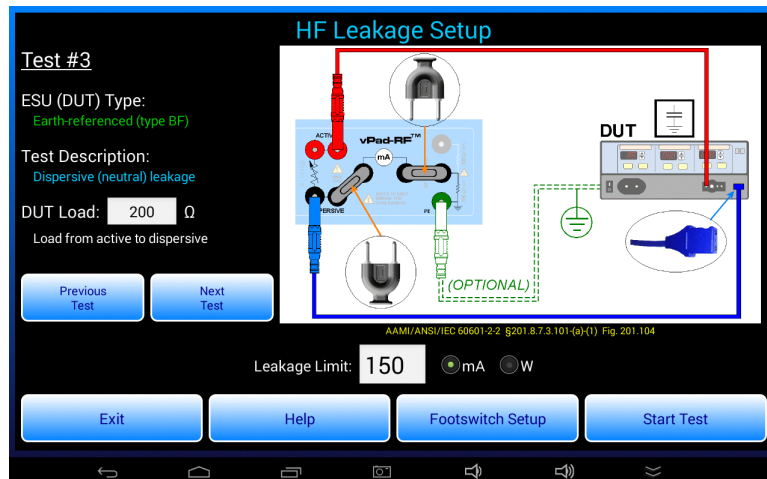 HF Leakage Setup
Test #3
ESU (DUT) Type:
Earth-referenced (type BF)
Test Description:
Dispersive (neutral) leakage
DUT Load: 200 Ω
Load from active to dispersive
Previous
Test
Next
Test
vPad-RF™
mA
PE
DUT
(OPTIONAL)
AAMI/ANSI/IEC 60601-2-2 §201.8.7.3.101-(a)-(1) Fig. 201.104
Leakage Limit: 150 mA W
Exit
Help
Footswitch Setup
Start Test